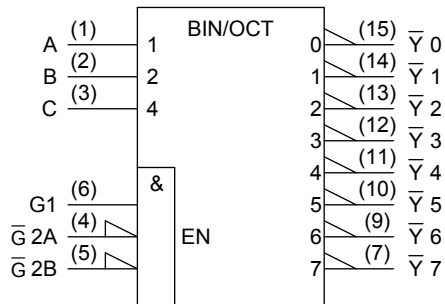 BIN/OCT
A (1) 1 0 (15) Y̅ 0
B (2) 2 1 (14) Y̅ 1
C (3) 4 2 (13) Y̅ 2
3 (12) Y̅ 3
& 4 (11) Y̅ 4
G1 (6) 5 (10) Y̅ 5
G̅ 2A (4) EN 6 (9) Y̅ 6
G̅ 2B (5) 7 (7) Y̅ 7